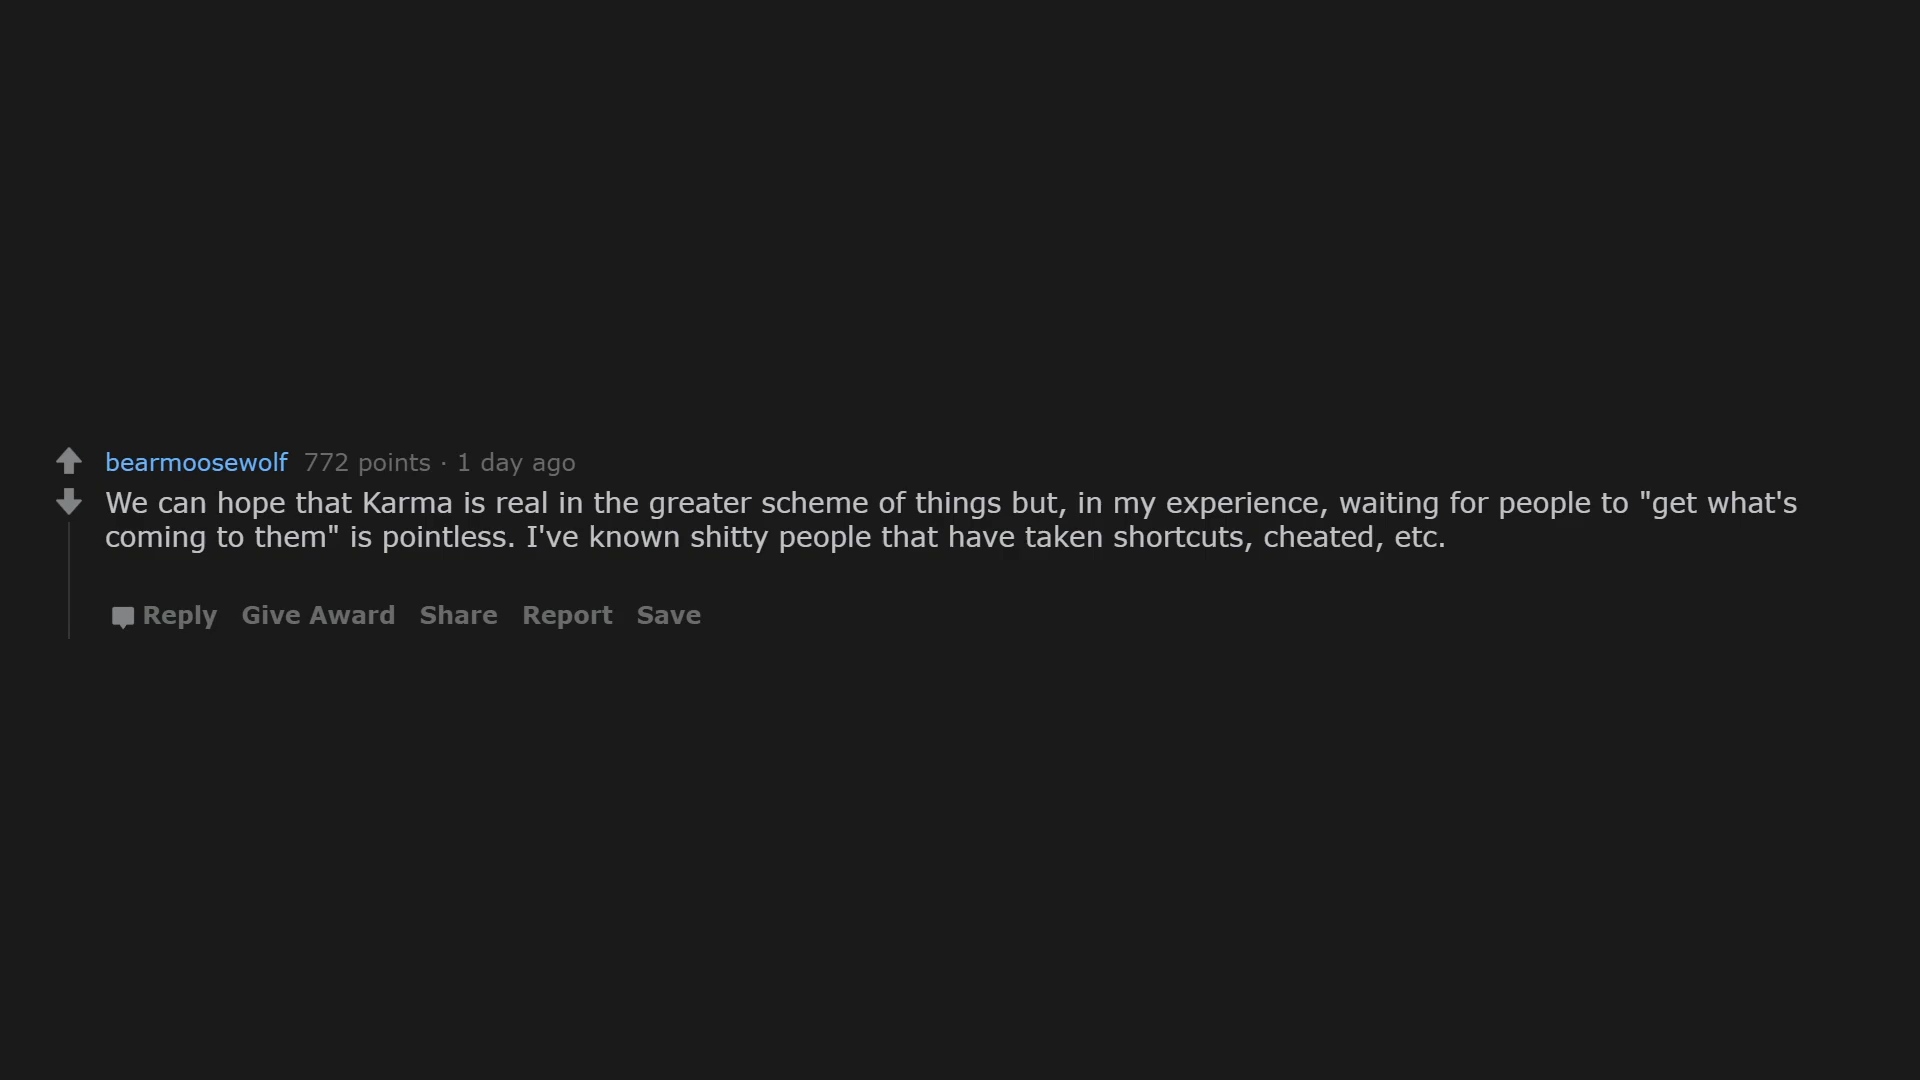 bearmoosewolf 772 points · 1 day ago
We can hope that Karma is real in the greater scheme of things but, in my experience, waiting for people to "get what's
coming to them" is pointless. I've known shitty people that have taken shortcuts, cheated, etc.
Reply Give Award Share Report Save